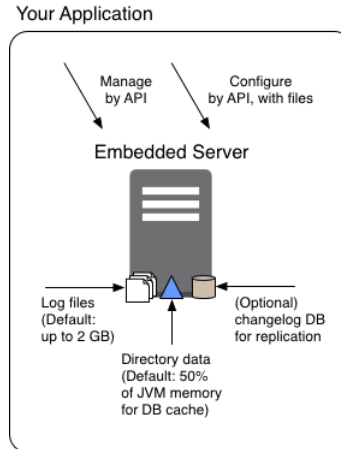 Your Application
Manage
by API
Configure
by API, with files
Embedded Server
Log files
(Default:
up to 2 GB)
(Optional)
changelog DB
for replication
Directory data
(Default: 50%
of JVM memory
for DB cache)